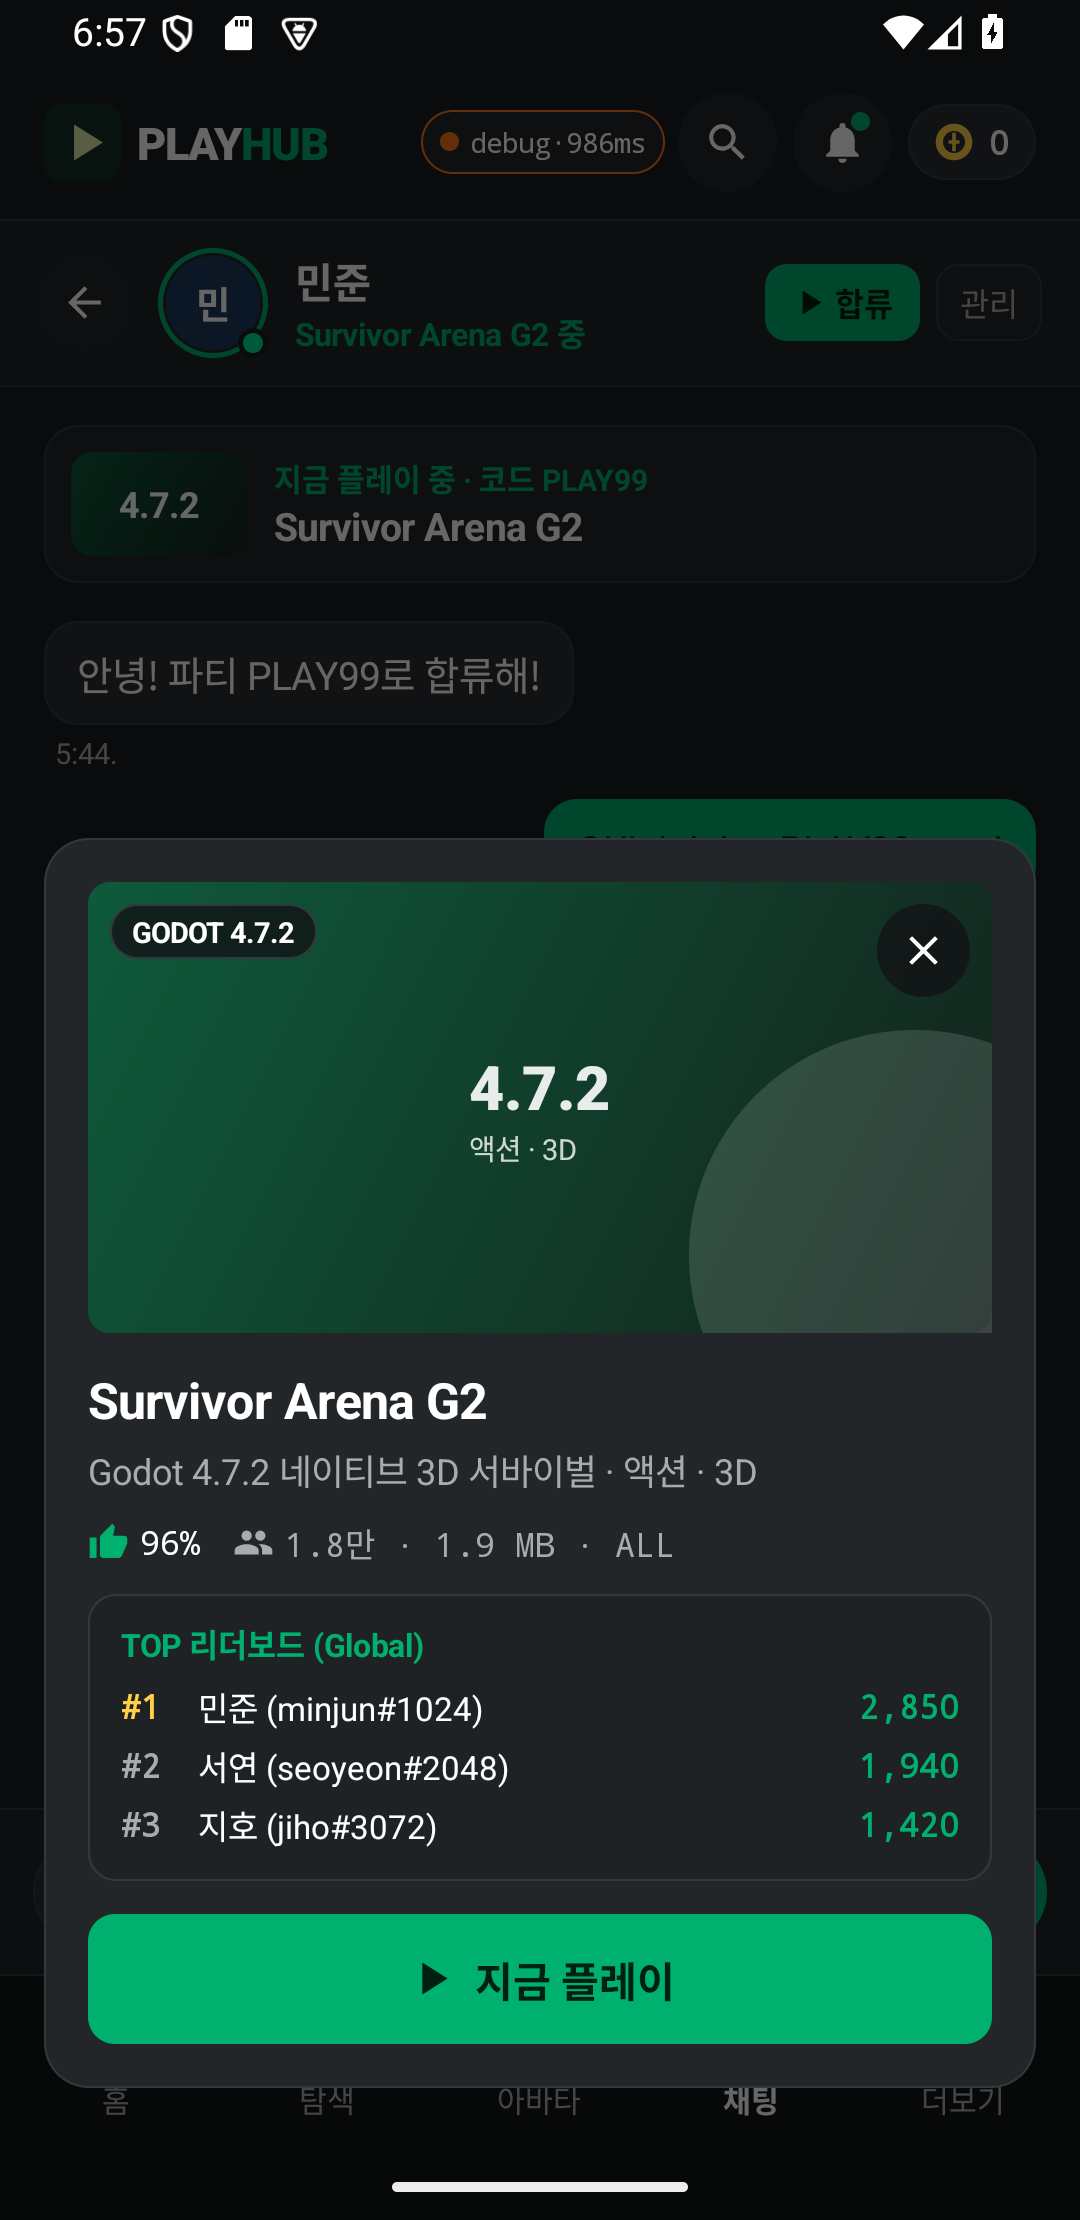 6:57
PLAYHUB
debug · 986ms
0
민
민준
Survivor Arena G2 중
합류
관리
4.7.2
지금 플레이 중 · 코드 PLAY99
Survivor Arena G2
안녕! 파티 PLAY99로 합류해!
5:44.
GODOT 4.7.2
4.7.2
액션 · 3D
Survivor Arena G2
Godot 4.7.2 네이티브 3D 서바이벌 · 액션 · 3D
96% 1.8만 · 1.9 MB · ALL
TOP 리더보드 (Global)
#1 민준 (minjun#1024) 2,850
#2 서연 (seoyeon#2048) 1,940
#3 지호 (jiho#3072) 1,420
지금 플레이
홈 탐색 아바타 채팅 더보기